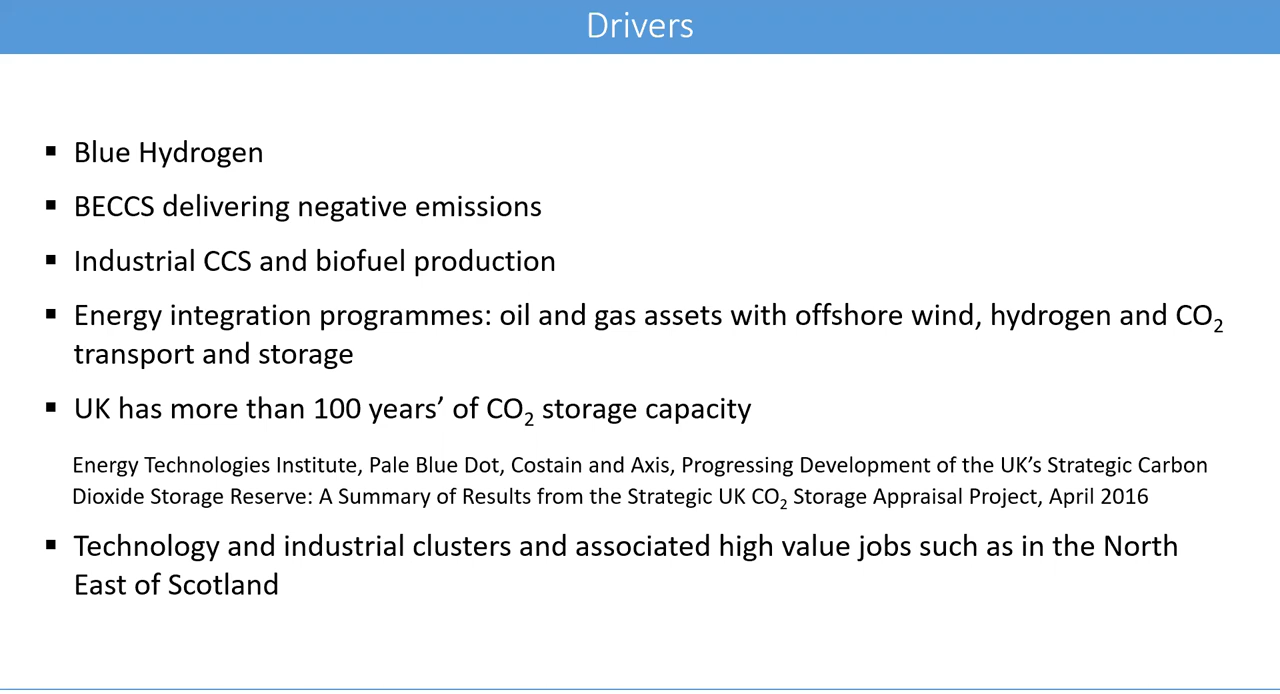 Drivers
▪ Blue Hydrogen
▪ BECCS delivering negative emissions
▪ Industrial CCS and biofuel production
▪ Energy integration programmes: oil and gas assets with offshore wind, hydrogen and CO₂
transport and storage
▪ UK has more than 100 years’ of CO₂ storage capacity
Energy Technologies Institute, Pale Blue Dot, Costain and Axis, Progressing Development of the UK’s Strategic Carbon
Dioxide Storage Reserve: A Summary of Results from the Strategic UK CO₂ Storage Appraisal Project, April 2016
▪ Technology and industrial clusters and associated high value jobs such as in the North
East of Scotland